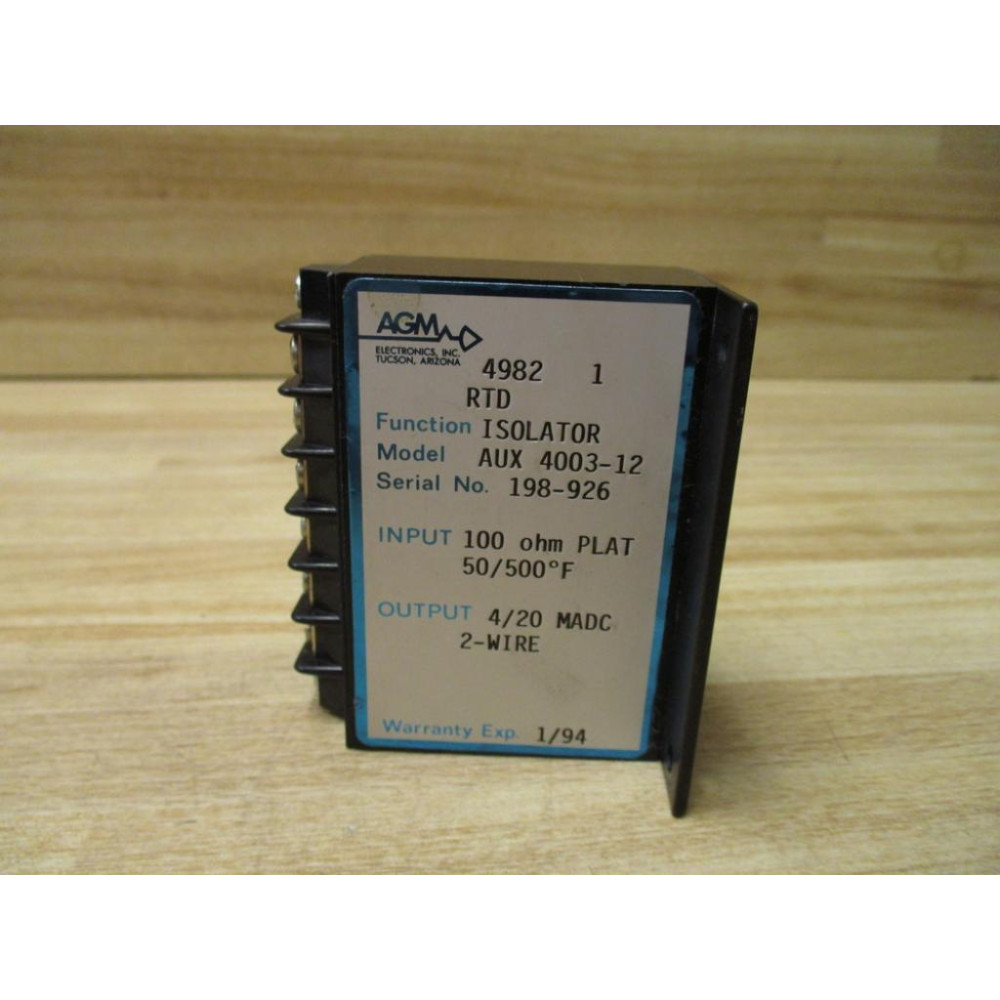 AGM
ELECTRONICS, INC.
TUCSON, ARIZONA
4982 1
RTD
Function ISOLATOR
Model AUX 4003-12
Serial No. 198-926
INPUT 100 ohm PLAT
50/500°F
OUTPUT 4/20 MADC
2-WIRE
Warranty Exp. 1/94